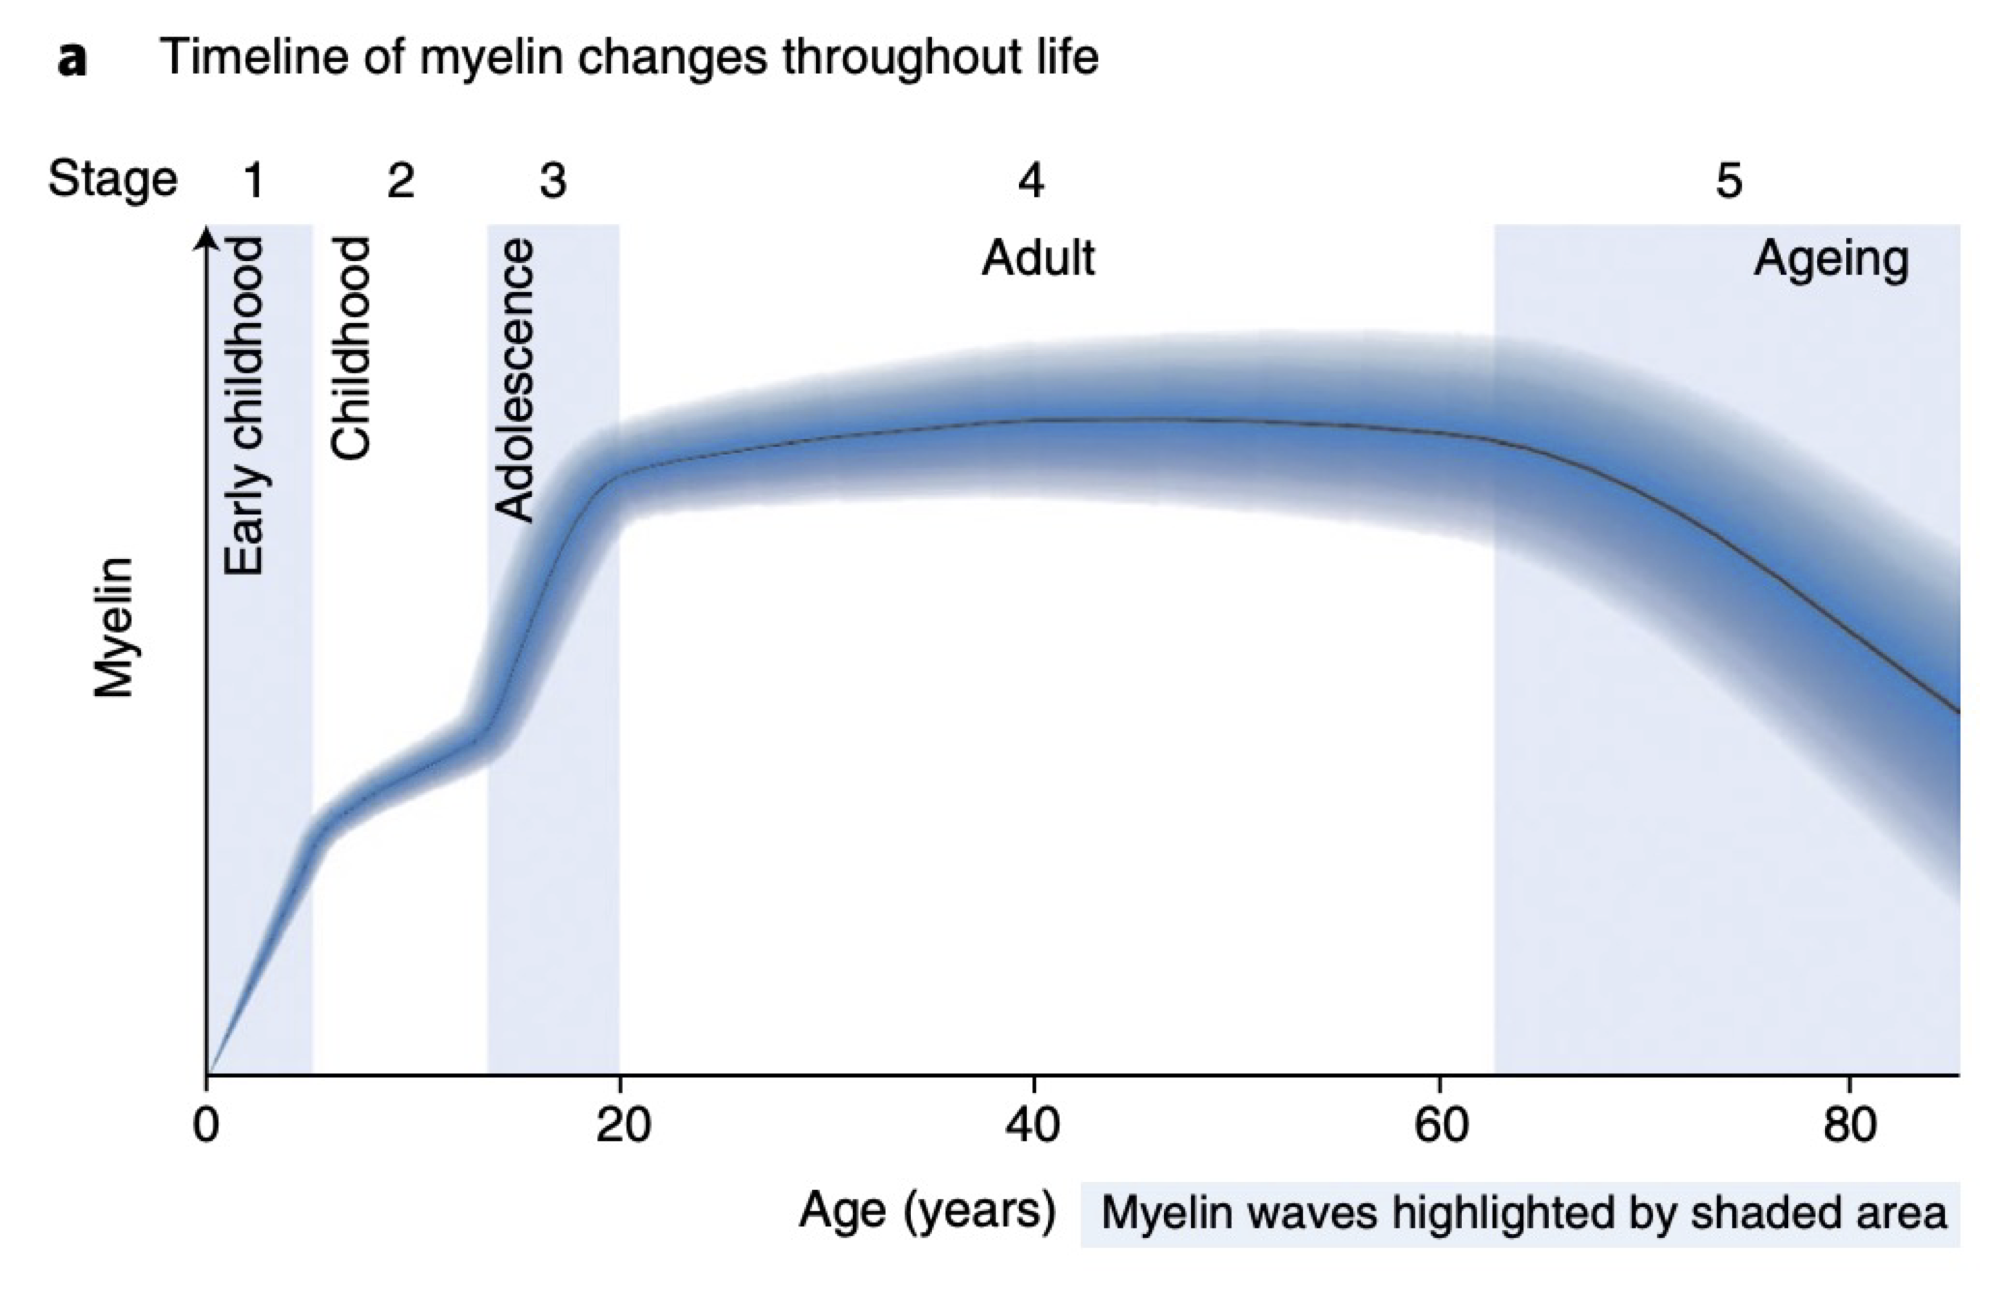 a Timeline of myelin changes throughout life
Stage 1 2 3 4 5
Early childhood
Childhood
Adolescence
Adult
Ageing
Myelin
0 20 40 60 80
Age (years)
Myelin waves highlighted by shaded area